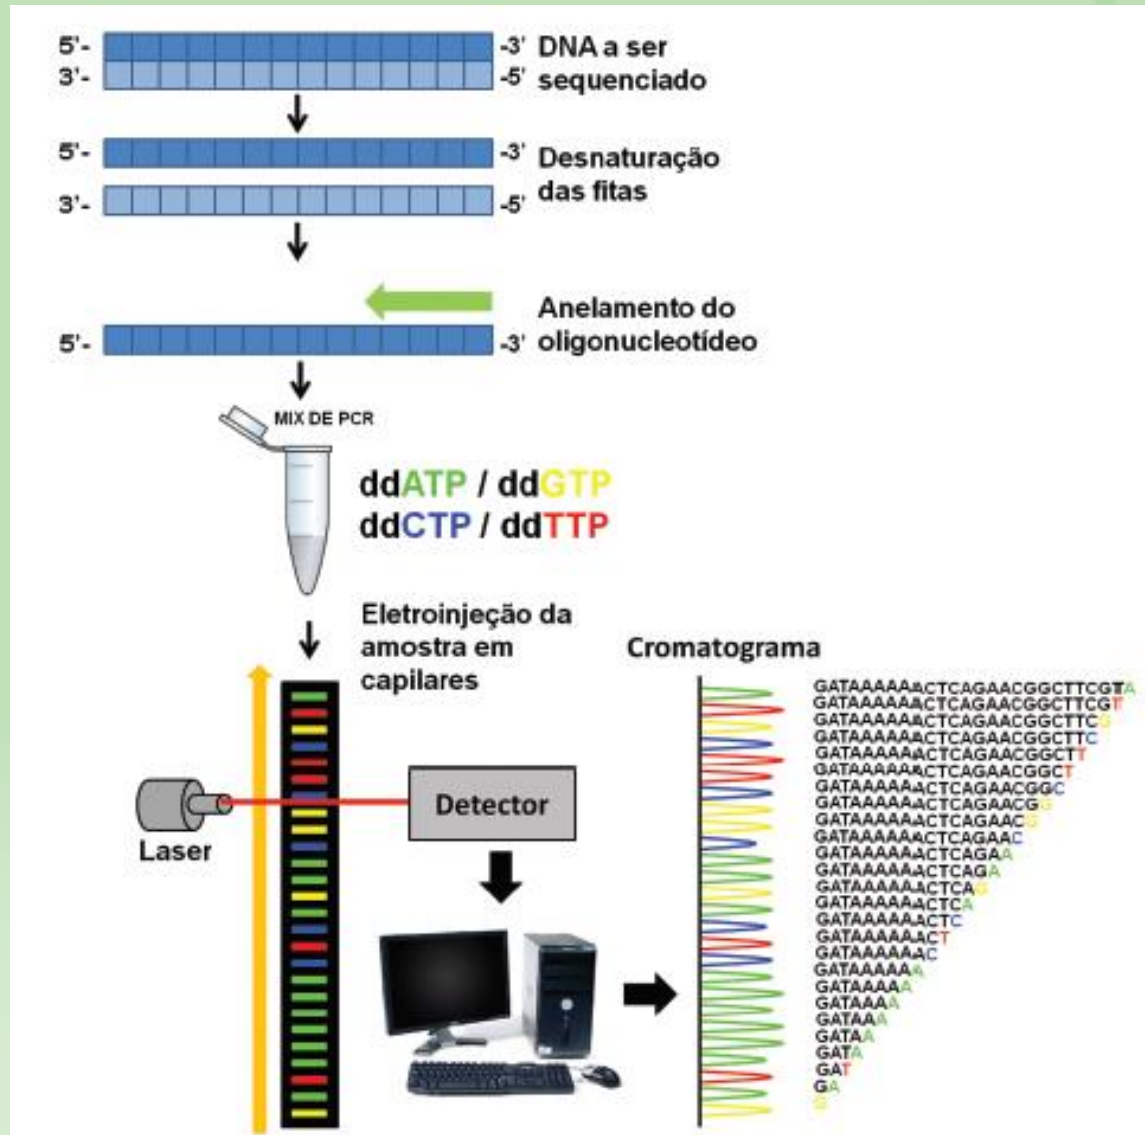 5'-
-3'
DNA a ser
3'-
-5'
sequenciado
5'-
-3'
Desnaturação
3'-
-5'
das fitas
Anelamento do
5'-
-3'
oligonucleotídeo
MIX DE PCR
ddATP / ddGTP
ddCTP / ddTTP
Eletroinjeção da
amostra em
capilares
Laser
Detector
Cromatograma
GATAAAAAACTCAGAACGGCTTCGTA
GATAAAAAACTCAGAACGGCTTCGT
GATAAAAAACTCAGAACGGCTTCG
GATAAAAAACTCAGAACGGCTTC
GATAAAAAACTCAGAACGGCTT
GATAAAAAACTCAGAACGGCT
GATAAAAAACTCAGAACGGC
GATAAAAAACTCAGAACGG
GATAAAAAACTCAGAACG
GATAAAAAACTCAGAAC
GATAAAAAACTCAGAA
GATAAAAAACTCAGA
GATAAAAAACTCAG
GATAAAAAACTCA
GATAAAAAACTC
GATAAAAAACT
GATAAAAAAC
GATAAAAAA
GATAAAAA
GATAAAA
GATAAA
GATAA
GATA
GAT
GA
G